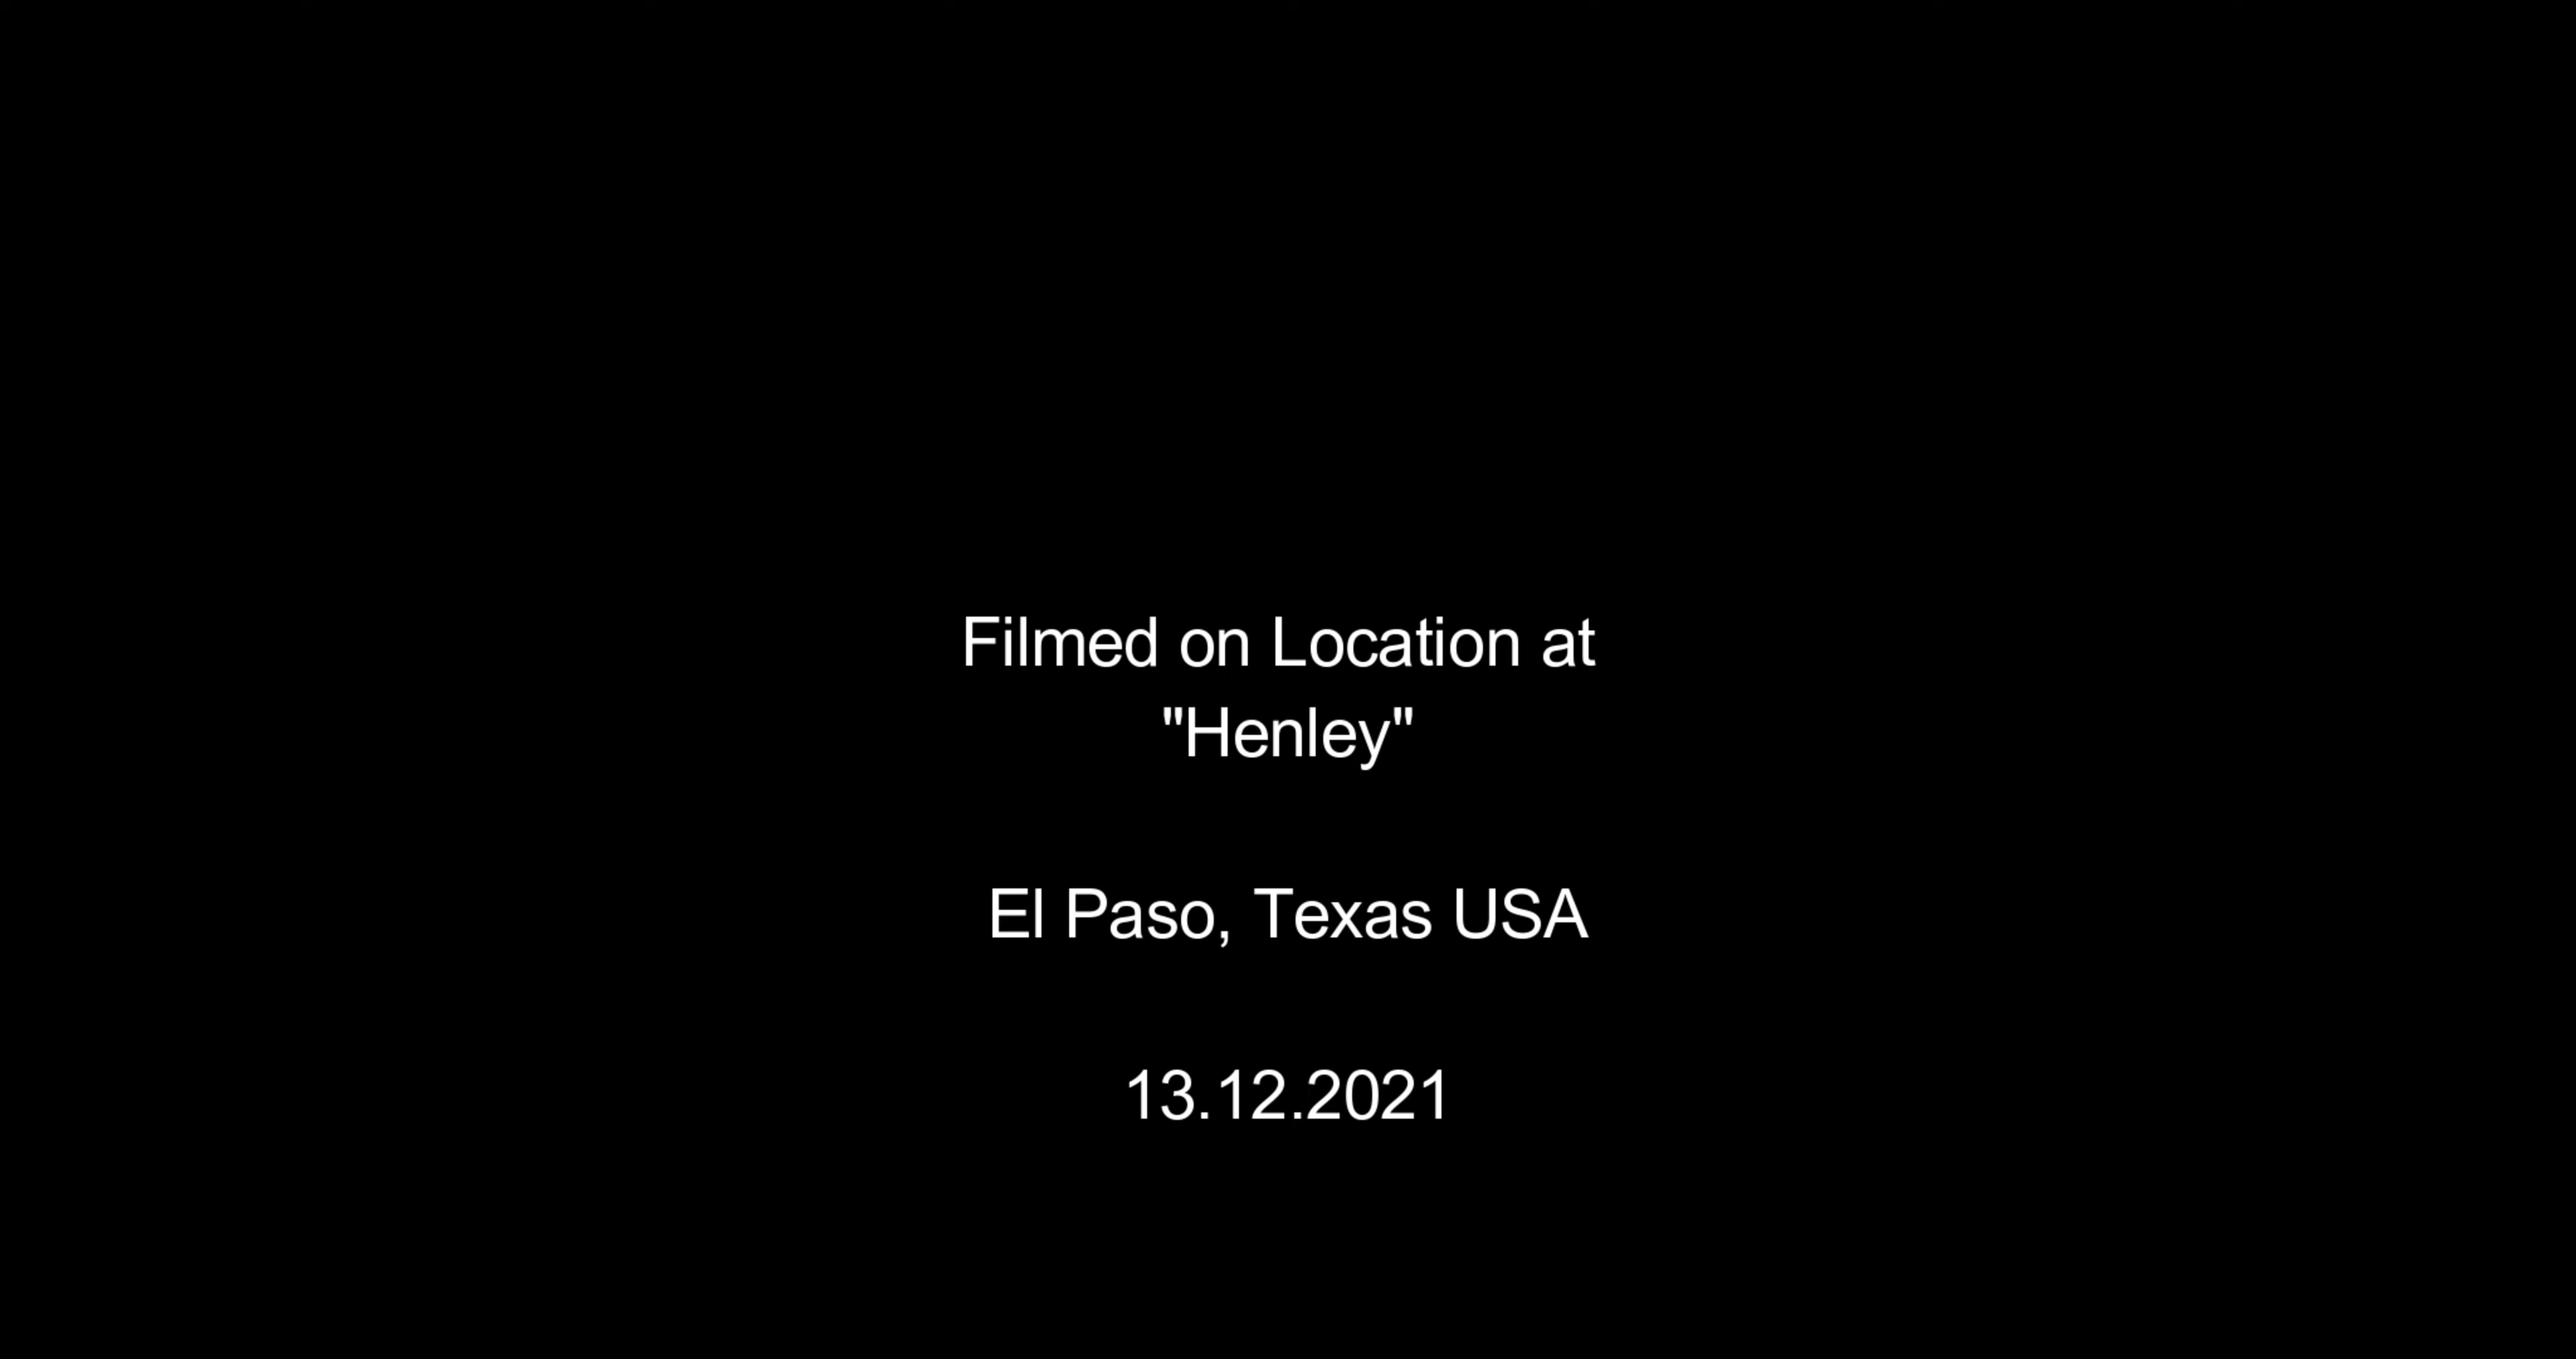 Filmed on Location at
"Henley"
El Paso, Texas USA
13.12.2021